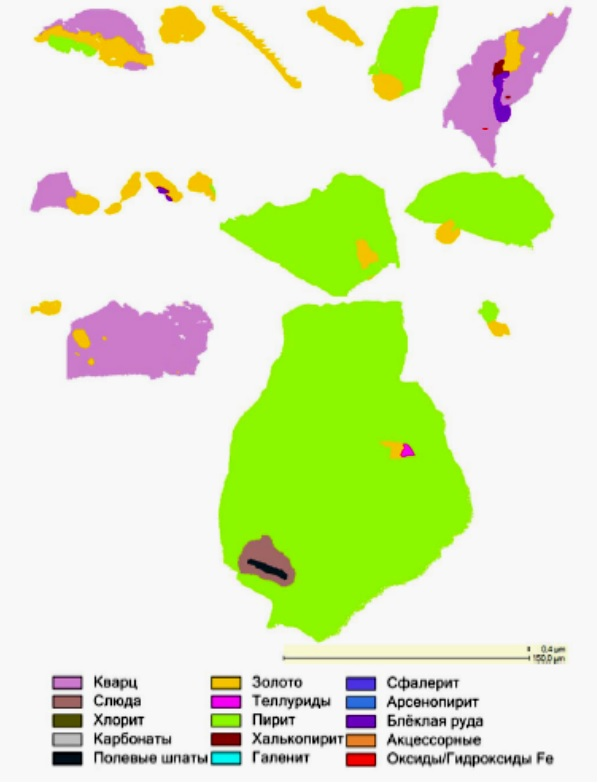 0,4 µm
150,0 µm
Кварц Золото Сфалерит
Слюда Теллуриды Арсенопирит
Хлорит Пирит Блёклая руда
Карбонаты Халькопирит Акцессорные
Полевые шпаты Галенит Оксиды/Гидроксиды Fe